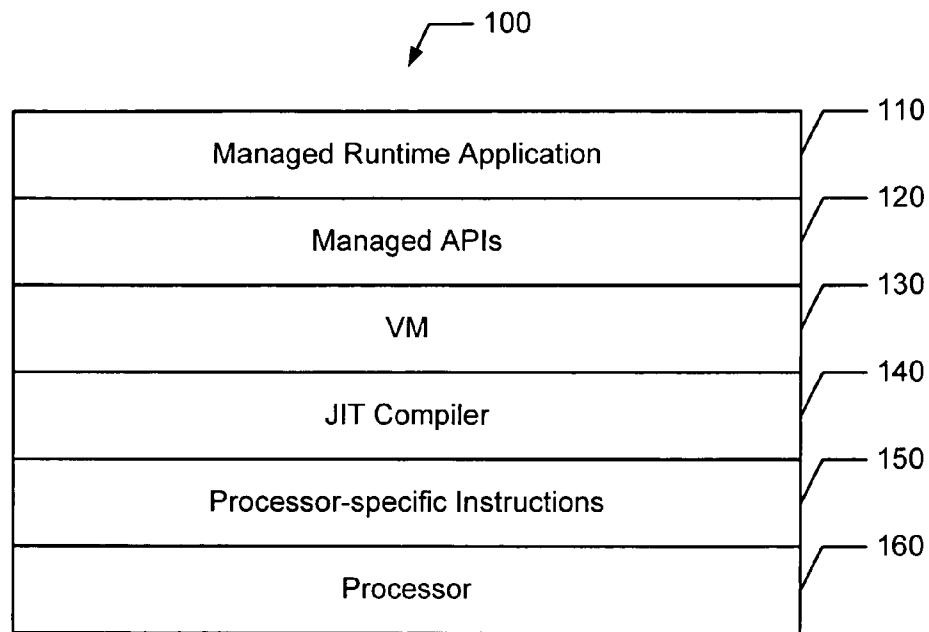 100
Managed Runtime Application
110
Managed APIs
120
VM
130
JIT Compiler
140
Processor-specific Instructions
150
Processor
160